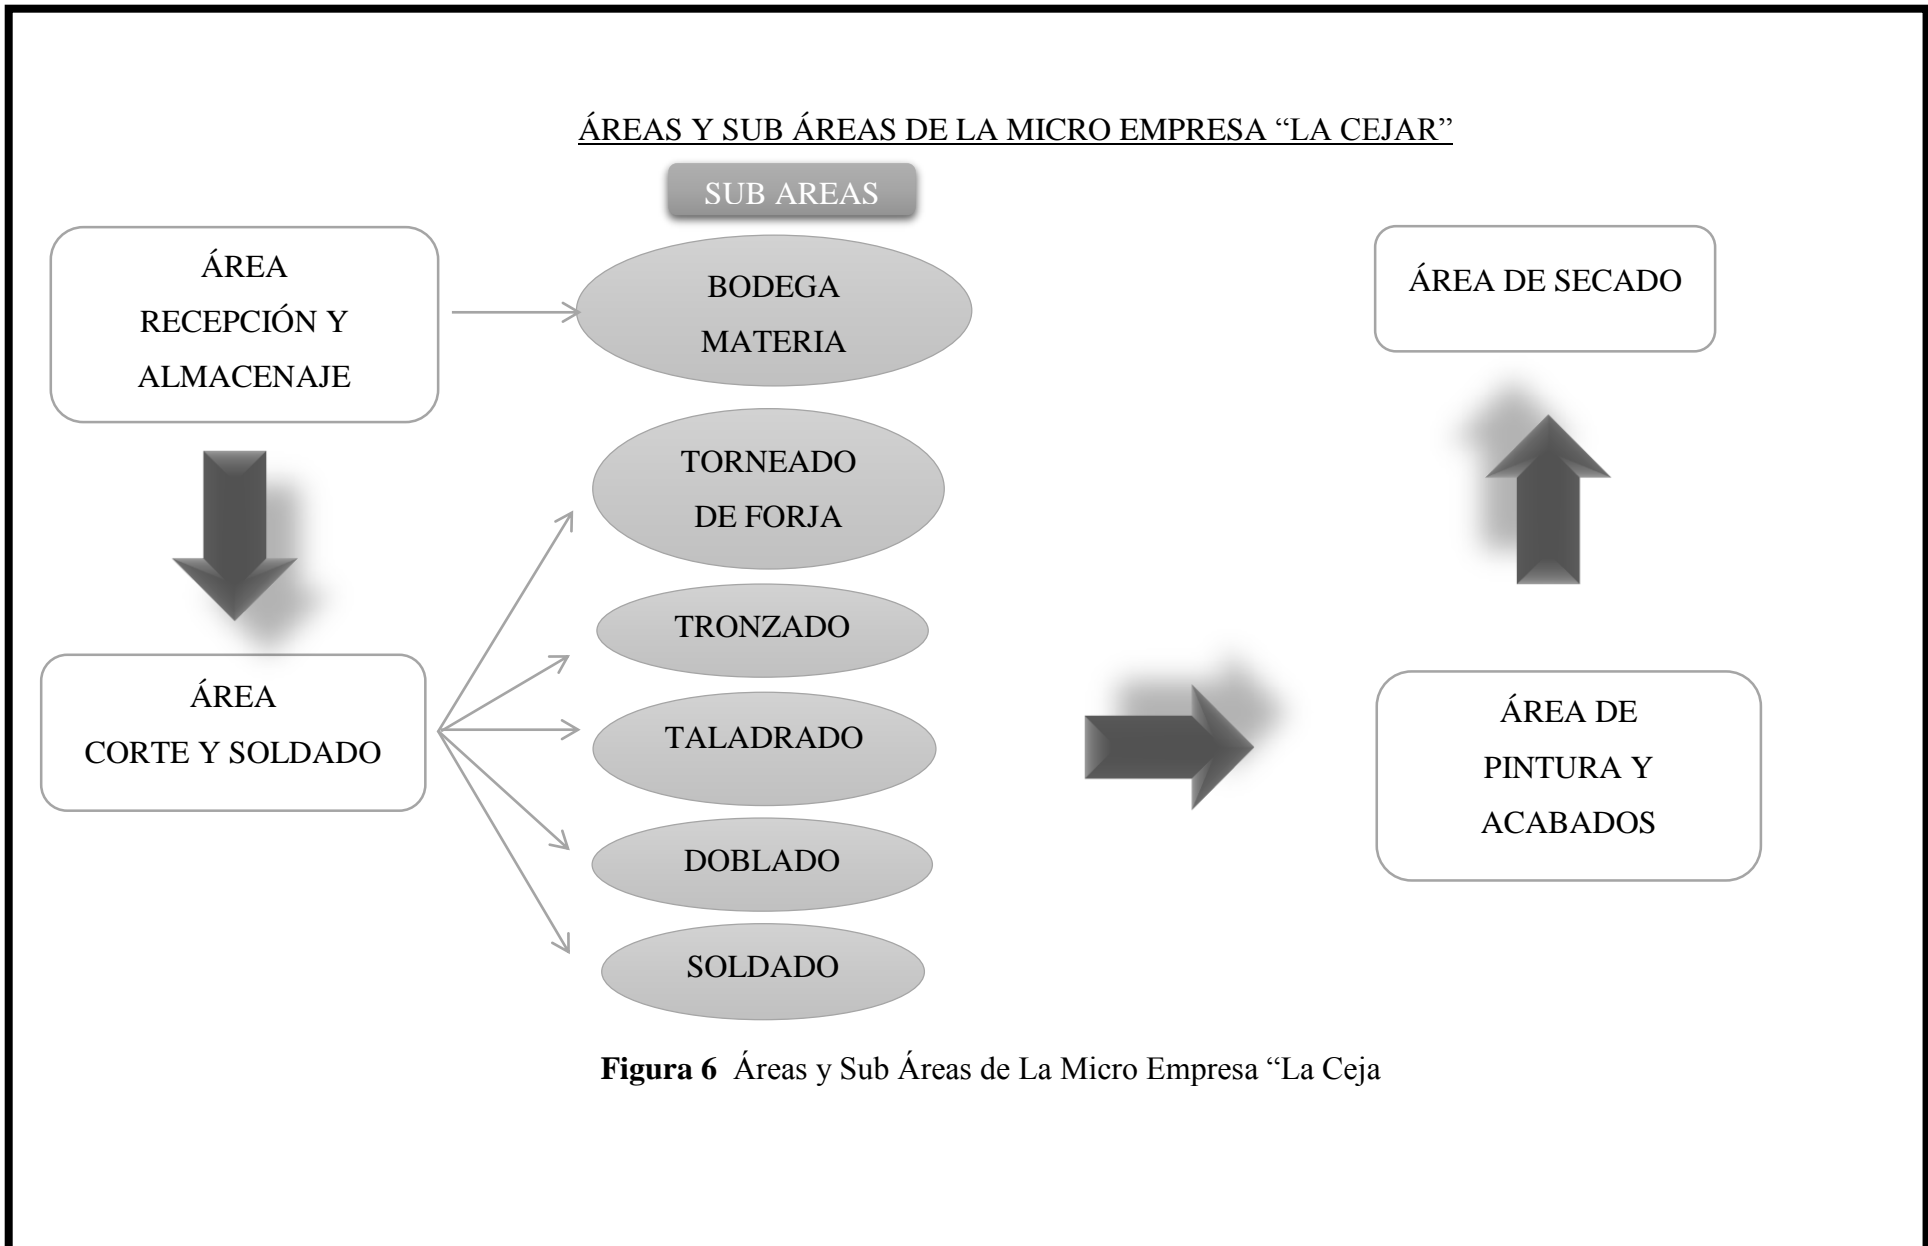 ÁREAS Y SUB ÁREAS DE LA MICRO EMPRESA “LA CEJAR”
SUB AREAS
ÁREA
RECEPCIÓN Y
ALMACENAJE
BODEGA
MATERIA
TORNEADO
DE FORJA
TRONZADO
TALADRADO
DOBLADO
SOLDADO
ÁREA
CORTE Y SOLDADO
ÁREA DE SECADO
ÁREA DE
PINTURA Y
ACABADOS
Figura 6 Áreas y Sub Áreas de La Micro Empresa “La Ceja